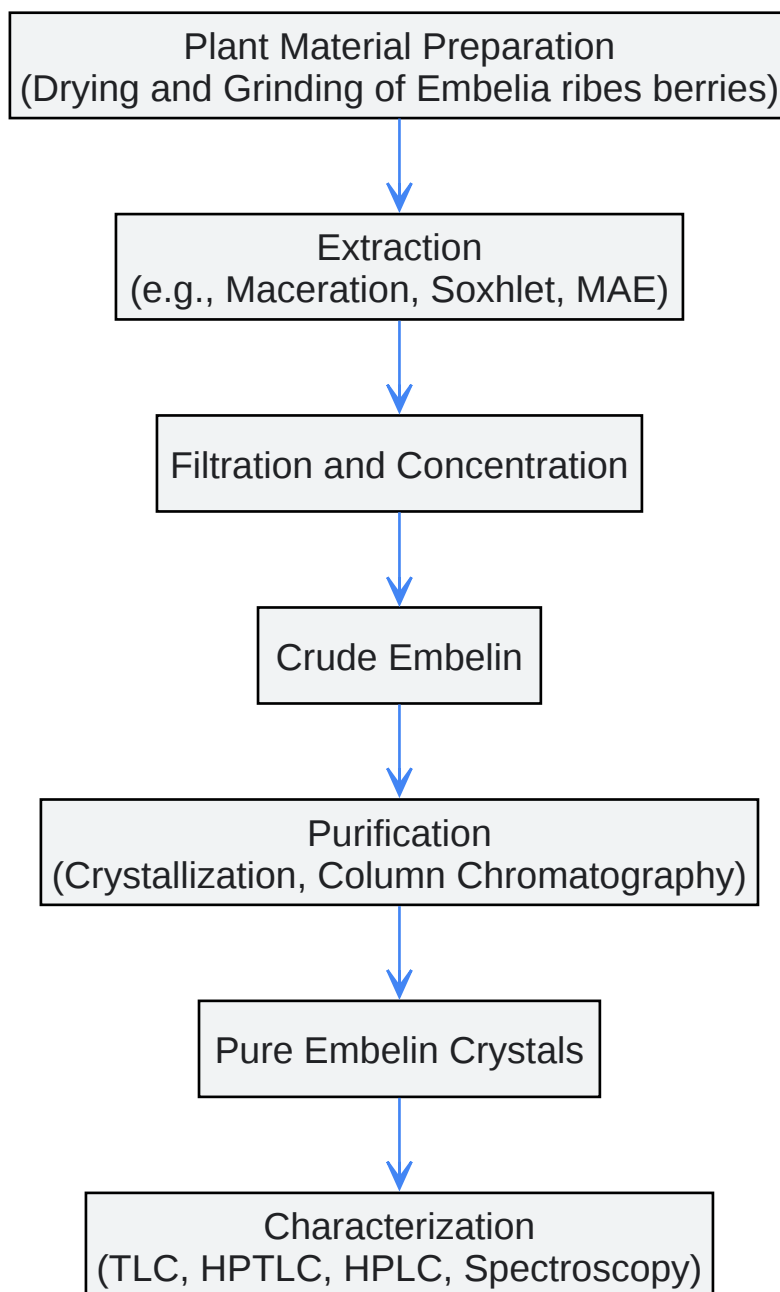 Plant Material Preparation
(Drying and Grinding of Embelia ribes berries)
Extraction
(e.g., Maceration, Soxhlet, MAE)
Filtration and Concentration
Crude Embelin
Purification
(Crystallization, Column Chromatography)
Pure Embelin Crystals
Characterization
(TLC, HPTLC, HPLC, Spectroscopy)